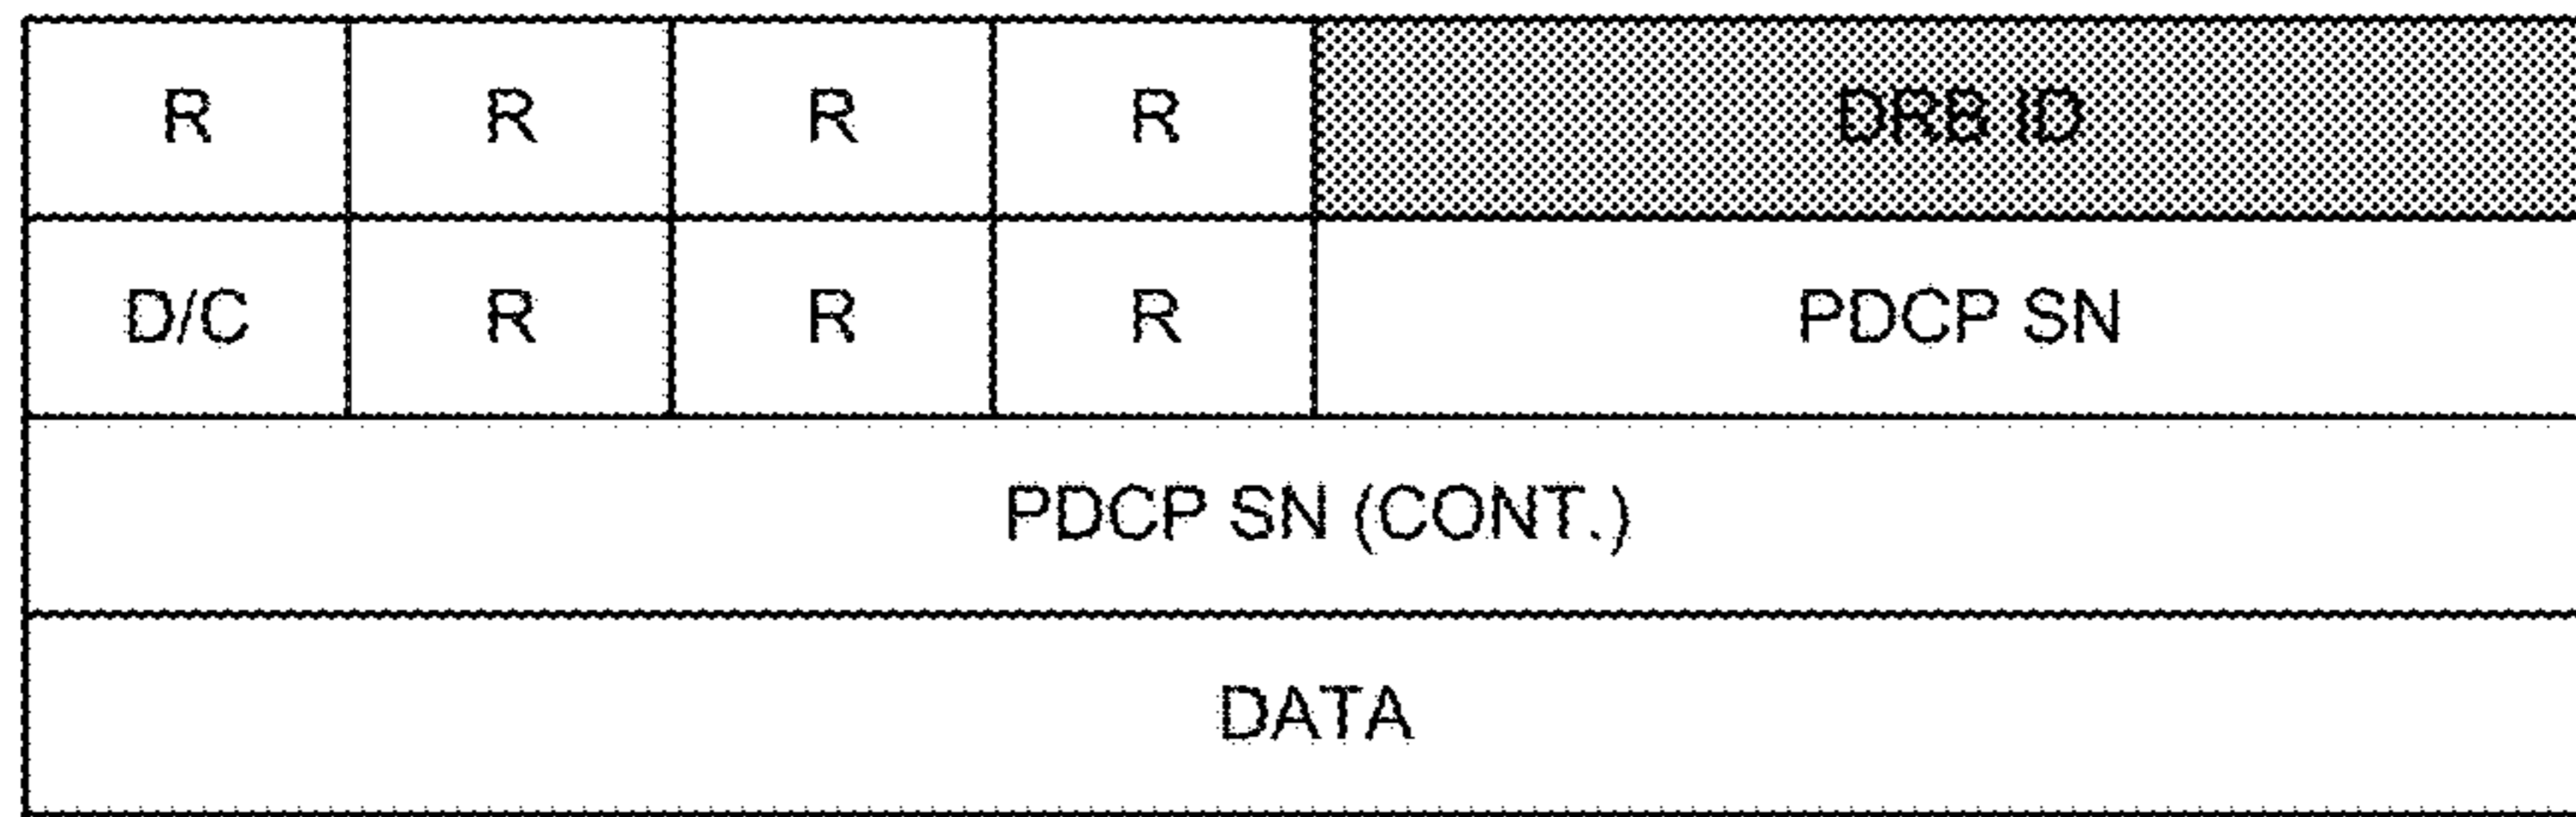 R R R R DRB ID
D/C R R R PDCP SN
PDCP SN (CONT.)
DATA